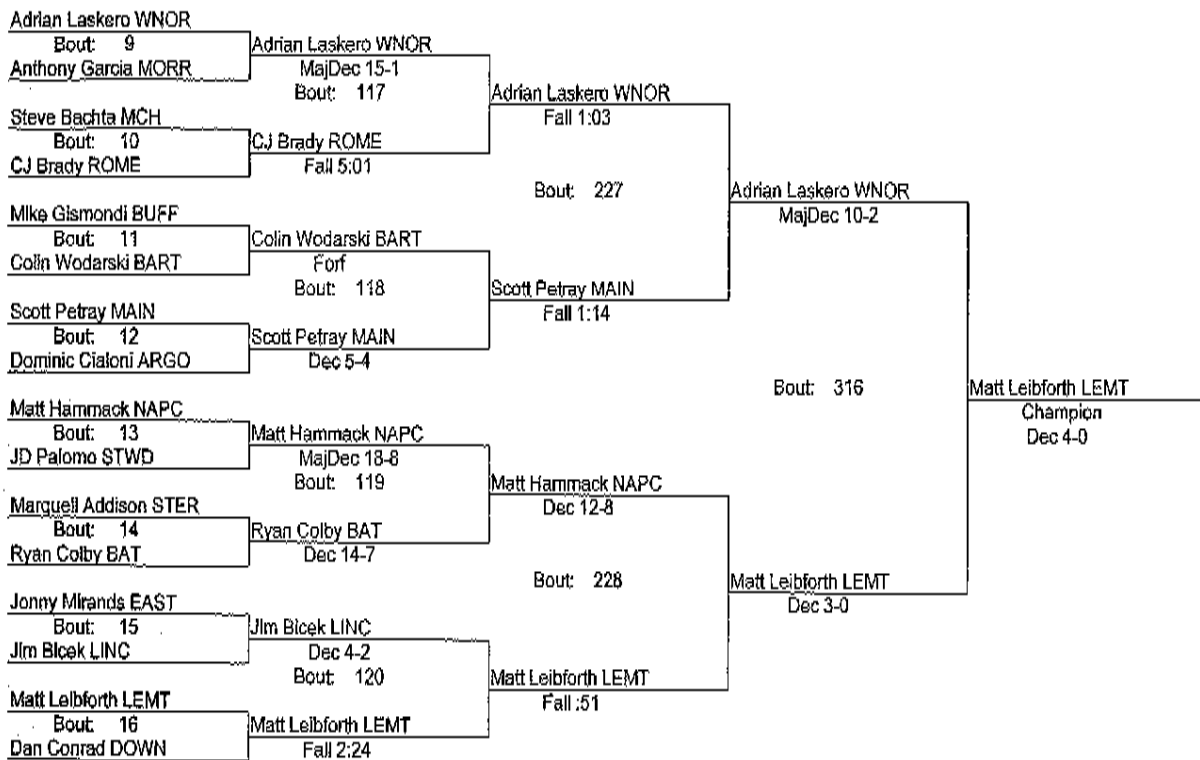 Adrian Laskero WNOR
Bout: 9
Anthony Garcia MORR
Steve Bachta MCH
Bout: 10
CJ Brady ROME
Mike Gismondi BUFF
Bout: 11
Colin Wodarski BART
Scott Petray MAIN
Bout: 12
Dominic Cialoni ARGO
Matt Hammack NAPC
Bout: 13
JD Palomo STWD
Marquell Addison STER
Bout: 14
Ryan Colby BAT
Jonny Mirands EAST
Bout: 15
Jim Bicek LINC
Matt Leibforth LEMT
Bout: 16
Dan Conrad DOWN
Adrian Laskero WNOR
MajDec 15-1
Bout: 117
CJ Brady ROME
Fall 5:01
Colin Wodarski BART
Forf
Bout: 118
Scott Petray MAIN
Dec 5-4
Matt Hammack NAPC
MajDec 18-8
Bout: 119
Ryan Colby BAT
Dec 14-7
Jim Bicek LINC
Dec 4-2
Bout: 120
Matt Leibforth LEMT
Fall 2:24
Adrian Laskero WNOR
Fall 1:03
Bout: 227
Scott Petray MAIN
Fall 1:14
Matt Hammack NAPC
Dec 12-8
Bout: 228
Matt Leibforth LEMT
Fall :51
Adrian Laskero WNOR
MajDec 10-2
Bout: 316
Matt Leibforth LEMT
Dec 3-0
Matt Leibforth LEMT
Champion
Dec 4-0